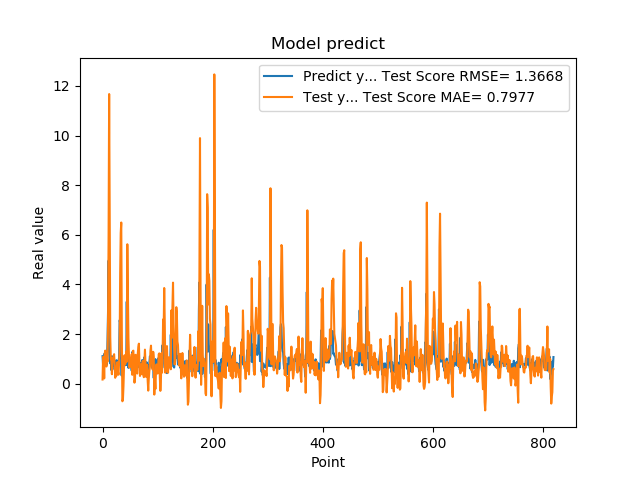 Model predict
Predict y... Test Score RMSE= 1.3668
Test y... Test Score MAE= 0.7977
Real value
12
10
8
6
4
2
0
0 200 400 600 800
Point